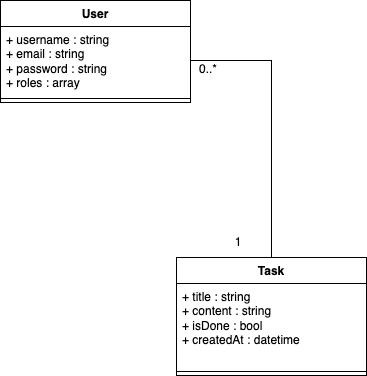 User
+ username : string
+ email : string
+ password : string
+ roles : array
0..*
1
Task
+ title : string
+ content : string
+ isDone : bool
+ createdAt : datetime